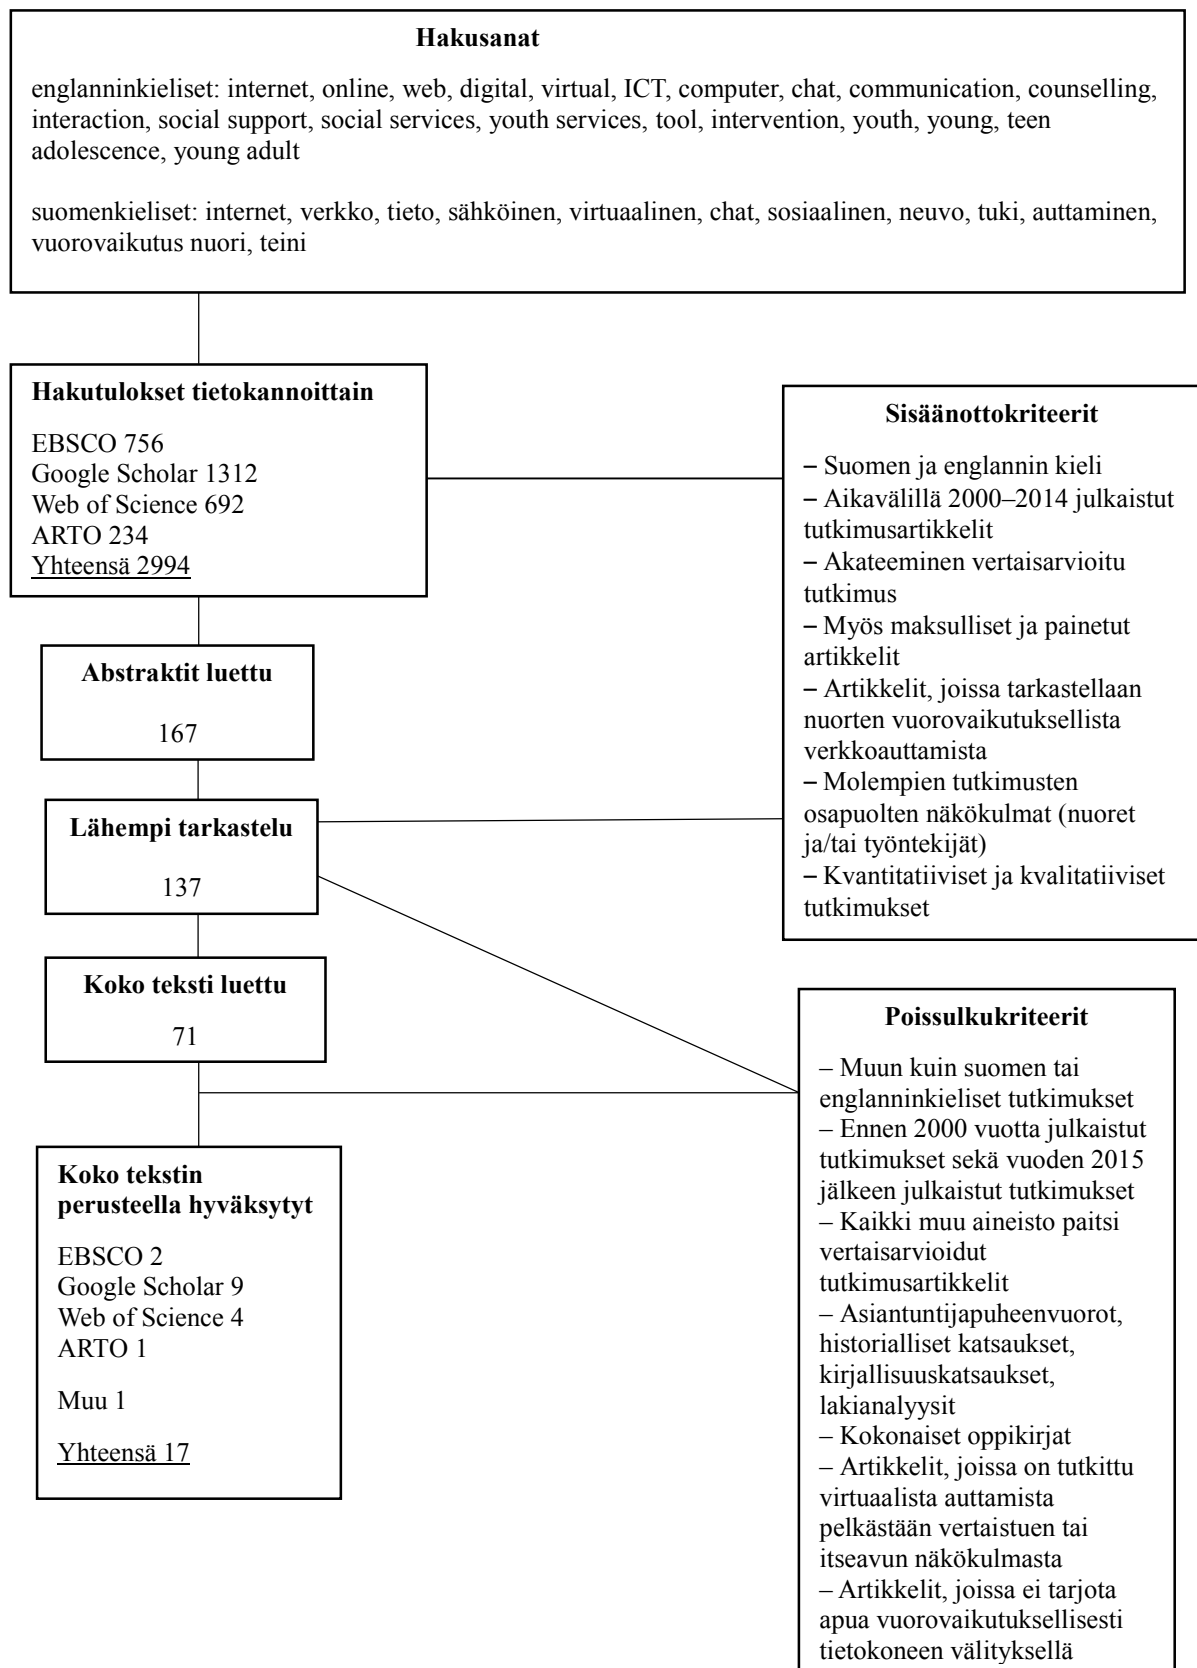 Hakusanat
englanninkieliset: internet, online, web, digital, virtual, ICT, computer, chat, communication, counselling,
interaction, social support, social services, youth services, tool, intervention, youth, young, teen
adolescence, young adult
suomenkieliset: internet, verkko, tieto, sähköinen, virtuaalinen, chat, sosiaalinen, neuvo, tuki, auttaminen,
vuorovaikutus nuori, teini
Hakutulokset tietokannoittain
EBSCO 756
Google Scholar 1312
Web of Science 692
ARTO 234
Yhteensä 2994
Sisäänottokriteerit
– Suomen ja englannin kieli
– Aikavälillä 2000–2014 julkaistut
tutkimusartikkelit
– Akateeminen vertaisarvioitu
tutkimus
– Myös maksulliset ja painetut
artikkelit
– Artikkelit, joissa tarkastellaan
nuorten vuorovaikutuksellista
verkkoauttamista
– Molempien tutkimusten
osapuolten näkökulmat (nuoret
ja/tai työntekijät)
– Kvantitatiiviset ja kvalitatiiviset
tutkimukset
Abstraktit luettu
167
Lähempi tarkastelu
137
Koko teksti luettu
71
Koko tekstin
perusteella hyväksytyt
EBSCO 2
Google Scholar 9
Web of Science 4
ARTO 1
Muu 1
Yhteensä 17
Poissulkukriteerit
– Muun kuin suomen tai
englanninkieliset tutkimukset
– Ennen 2000 vuotta julkaistut
tutkimukset sekä vuoden 2015
jälkeen julkaistut tutkimukset
– Kaikki muu aineisto paitsi
vertaisarvioidut
tutkimusartikkelit
– Asiantuntijapuheenvuorot,
historialliset katsaukset,
kirjallisuuskatsaukset,
lakianalyysit
– Kokonaiset oppikirjat
– Artikkelit, joissa on tutkittu
virtuaalista auttamista
pelkästään vertaistuen tai
itseavun näkökulmasta
– Artikkelit, joissa ei tarjota
apua vuorovaikutuksellisesti
tietokoneen välityksellä